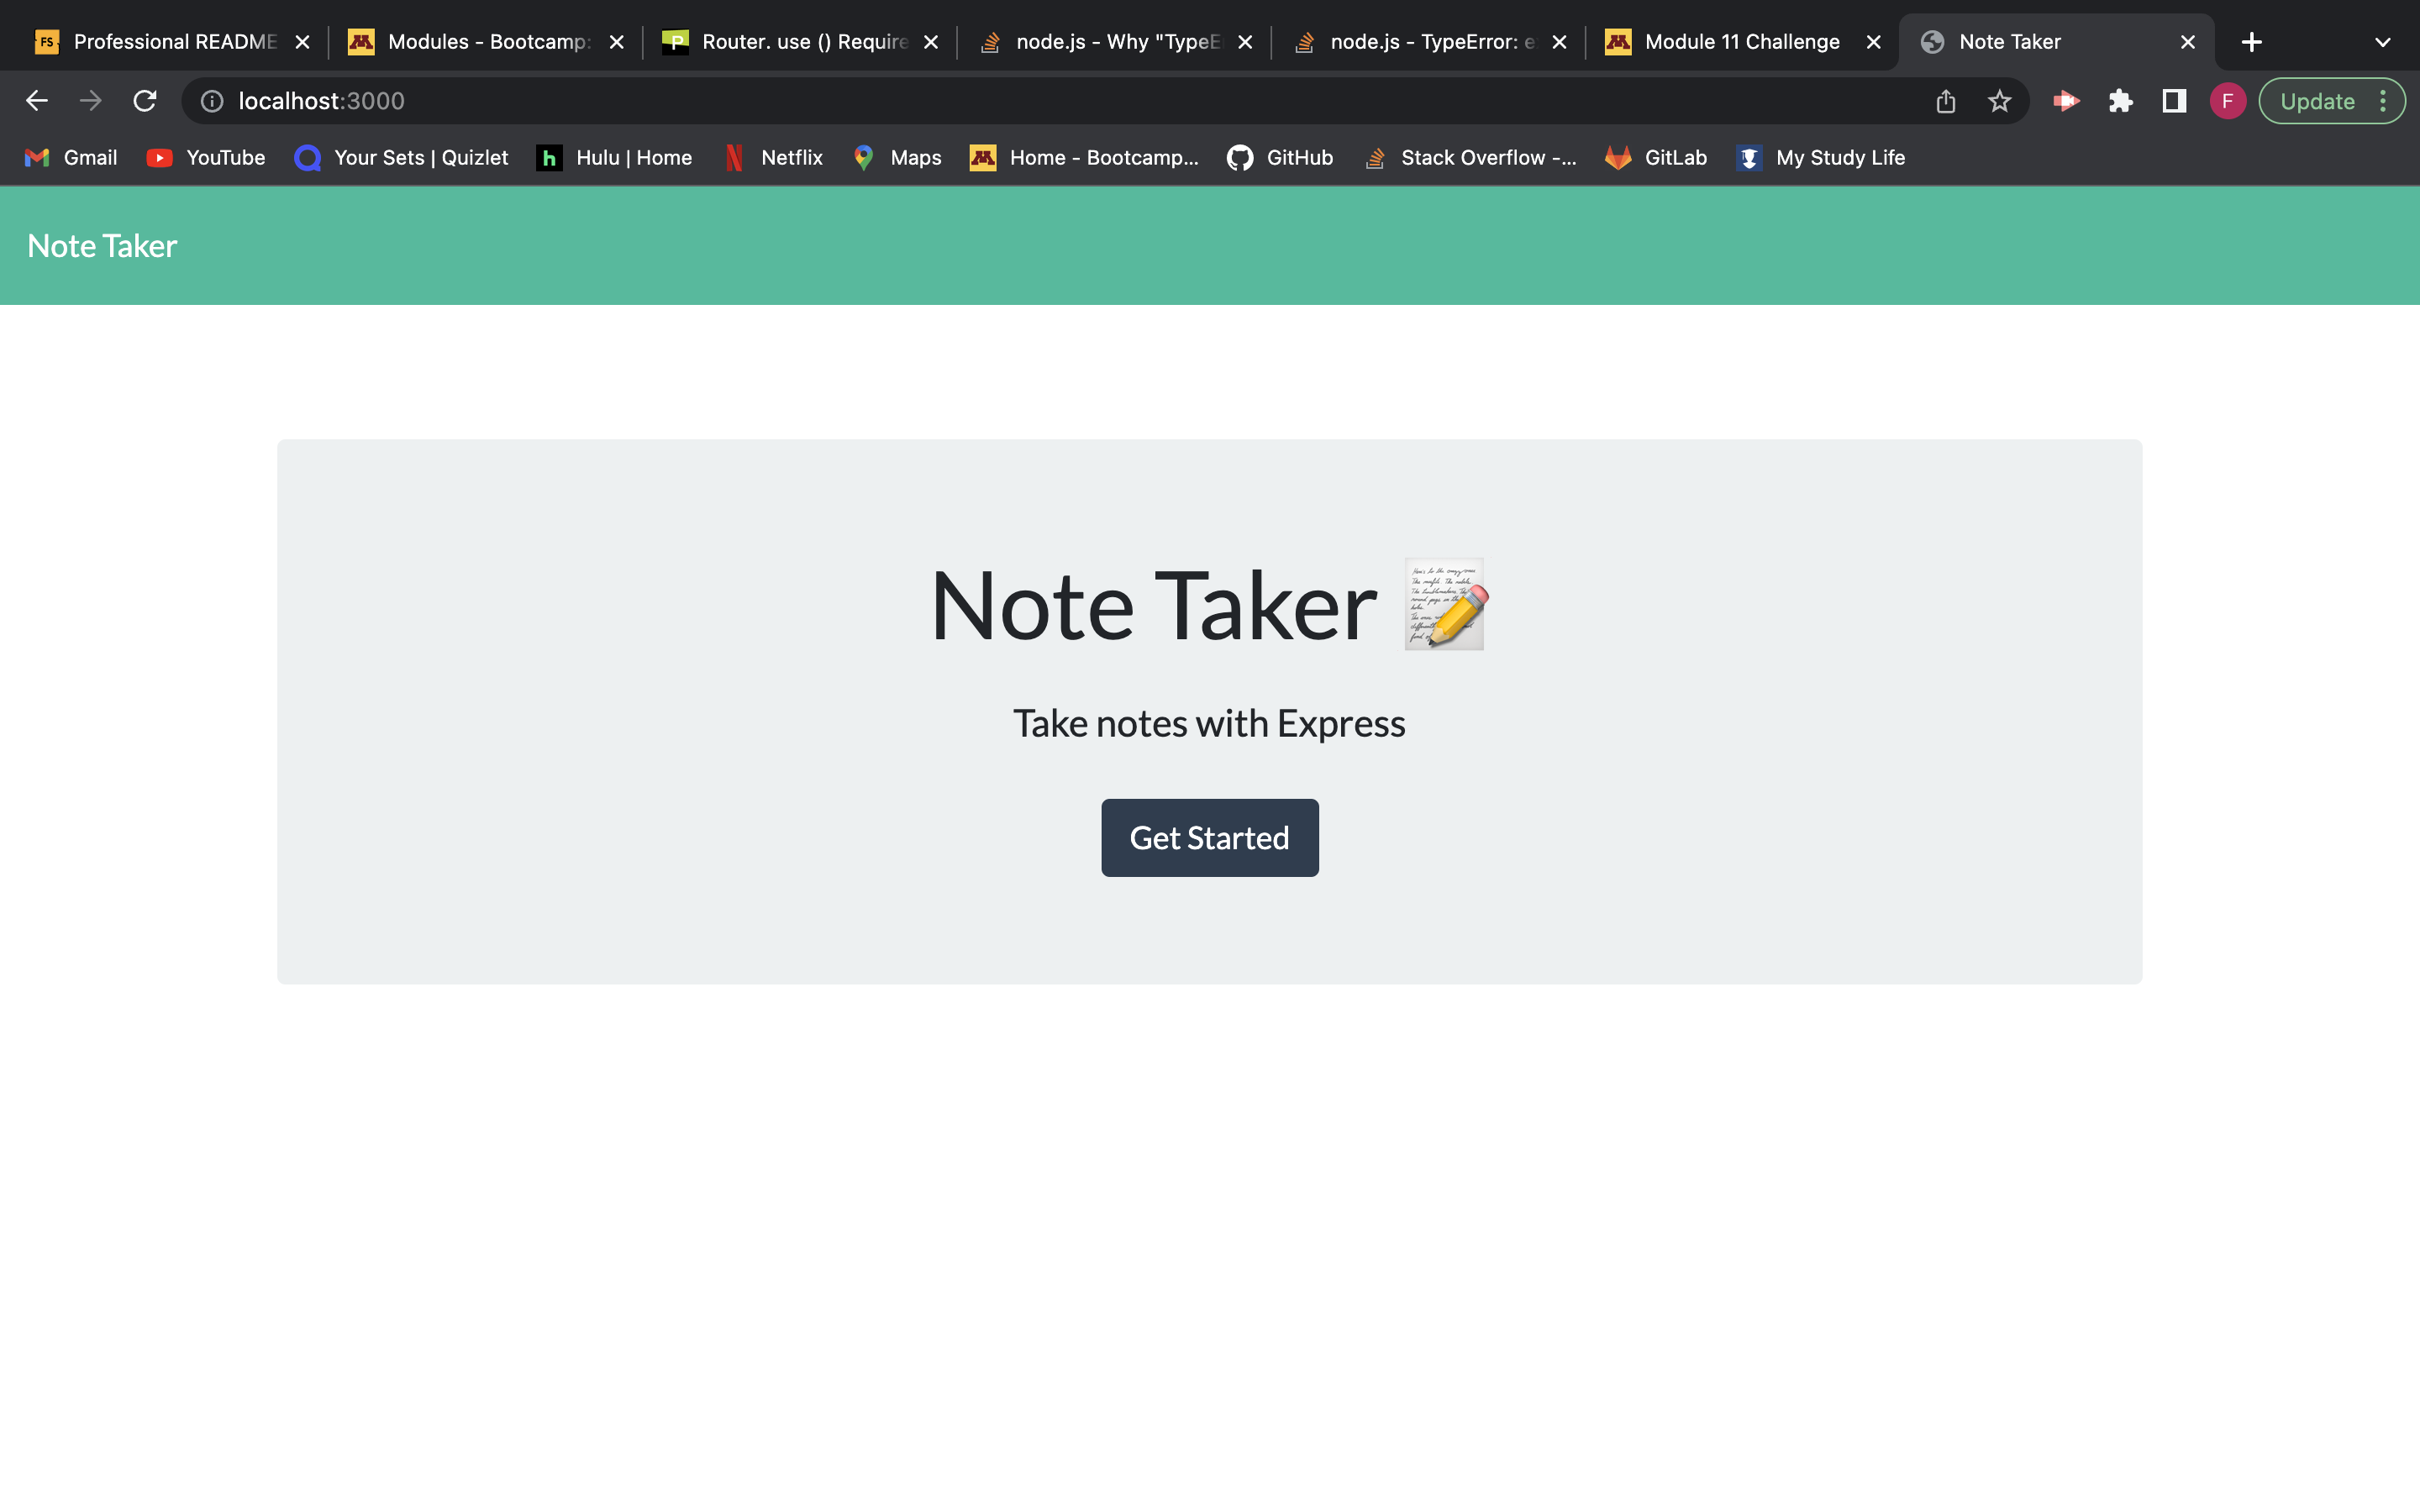 FS Professional README
Modules - Bootcamp:
Router. use () Require
node.js - Why "TypeE
node.js - TypeError: e
Module 11 Challenge
Note Taker
localhost:3000
F
Update
Gmail
YouTube
Your Sets | Quizlet
h Hulu | Home
Netflix
Maps
Home - Bootcamp...
GitHub
Stack Overflow -...
GitLab
My Study Life
Note Taker
Note Taker
Take notes with Express
Get Started